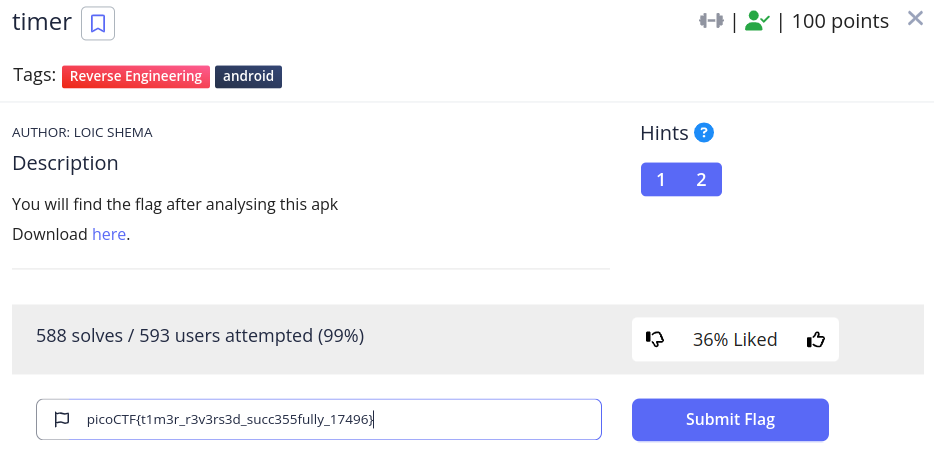 timer
| | 100 points
Tags: Reverse Engineering android
AUTHOR: LOIC SHEMA
Hints ?
Description
1 2
You will find the flag after analysing this apk
Download here.
588 solves / 593 users attempted (99%)
36% Liked
picoCTF{t1m3r_r3v3rs3d_succ355fully_17496}
Submit Flag